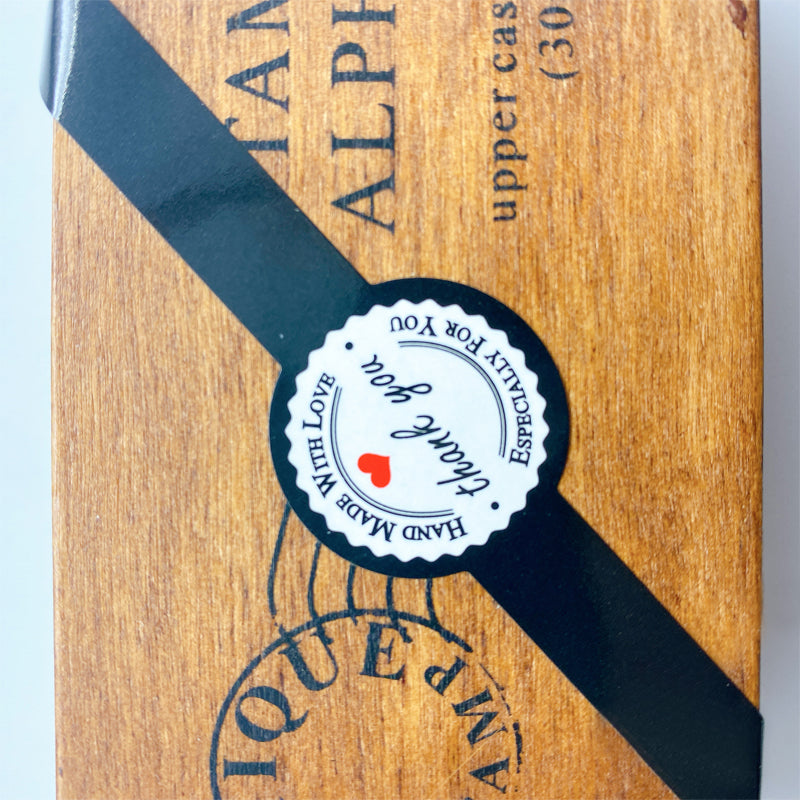 TAM
ALPH
upper cas
(30
HAND MADE WITH LOVE
thank you
ESPECIALLY FOR YOU
IQUE
AMP